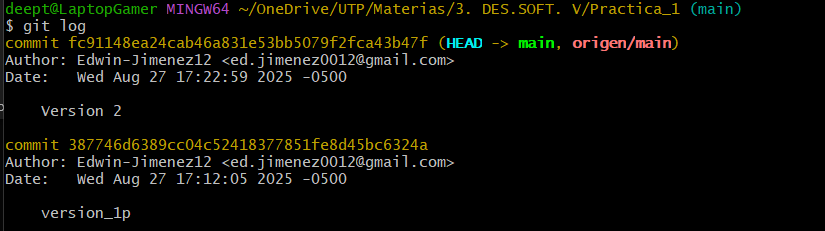 deept@LaptopGamer MINGW64 ~/OneDrive/UTP/Materias/3. DES.SOFT. V/Practica_1 (main)
$ git log
commit fc91148ea24cab46a831e53bb5079f2fca43b47f (HEAD -> main, origen/main)
Author: Edwin-Jimenez12 <ed.jimenez0012@gmail.com>
Date:   Wed Aug 27 17:22:59 2025 -0500
    Version 2
commit 387746d6389cc04c52418377851fe8d45bc6324a
Author: Edwin-Jimenez12 <ed.jimenez0012@gmail.com>
Date:   Wed Aug 27 17:12:05 2025 -0500
    version_1p